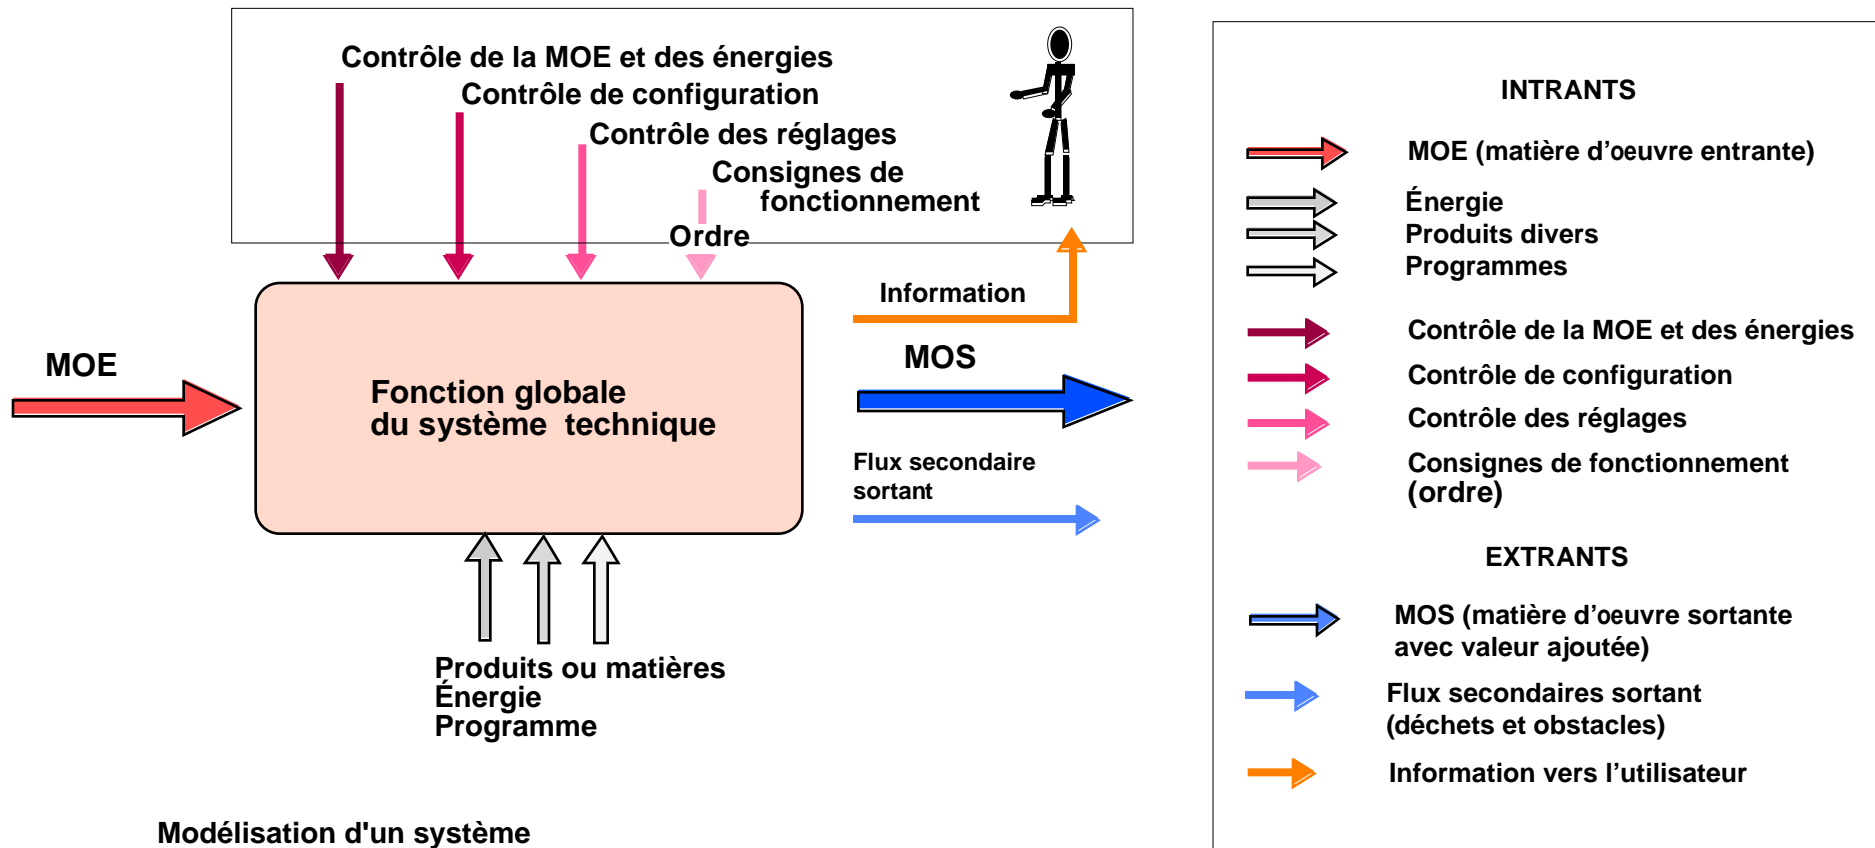 Contrôle de la MOE et des énergies
Contrôle de configuration
Contrôle des réglages
Consignes de
fonctionnement
Ordre
Information
MOE
MOS
Fonction globale
du système technique
Flux secondaire
sortant
Produits ou matières
Énergie
Programme
Modélisation d'un système
INTRANTS
MOE (matière d’oeuvre entrante)
Énergie
Produits divers
Programmes
Contrôle de la MOE et des énergies
Contrôle de configuration
Contrôle des réglages
Consignes de fonctionnement
(ordre)
EXTRANTS
MOS (matière d’oeuvre sortante
avec valeur ajoutée)
Flux secondaires sortant
(déchets et obstacles)
Information vers l’utilisateur